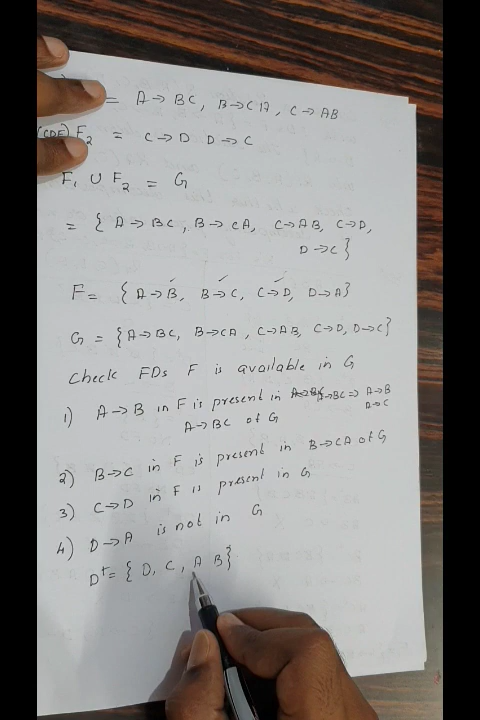 = A→BC, B→CA, C→AB
(CDE) F₂ = C→D D→C
F₁ ∪ F₂ = G
= { A→BC, B→CA, C→AB, C→D,
D→C }
F = { A→B, B→C, C→D, D→A }
G = { A→BC, B→CA, C→AB, C→D, D→C }
Check FDs F is available in G
1) A→B in F is present in A→BC ⇒ A→B
A→C
A→BC of G
2) B→C in F is present in B→CA of G
3) C→D in F is present in G
4) D→A is not in G
D⁺ = { D, C, A B }